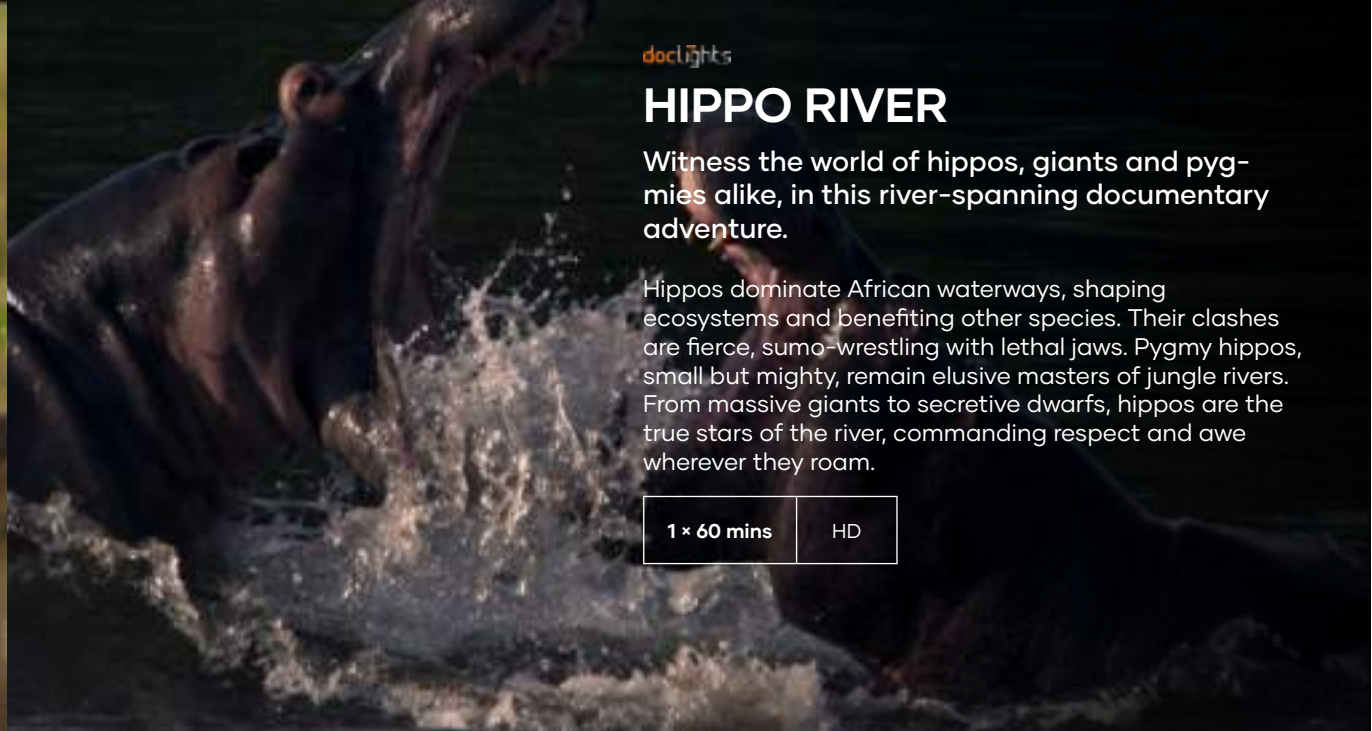 doclights
HIPPO RIVER
Witness the world of hippos, giants and pyg-
mies alike, in this river-spanning documentary
adventure.
Hippos dominate African waterways, shaping
ecosystems and benefiting other species. Their clashes
are fierce, sumo-wrestling with lethal jaws. Pygmy hippos,
small but mighty, remain elusive masters of jungle rivers.
From massive giants to secretive dwarfs, hippos are the
true stars of the river, commanding respect and awe
wherever they roam.
1 × 60 mins HD